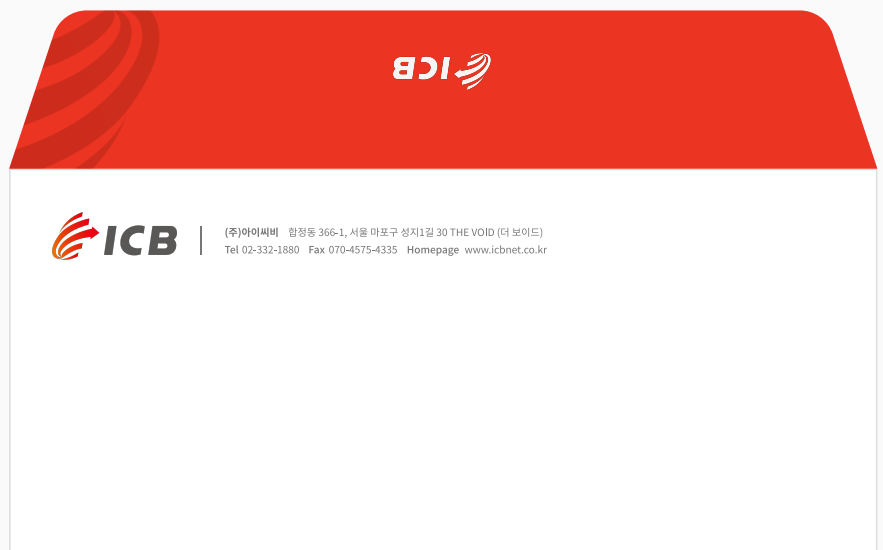 ICB
ICB
(주)아이씨비 합정동 366-1, 서울 마포구 성지1길 30 THE VOID (더 보이드)
Tel 02-332-1880 Fax 070-4575-4335 Homepage www.icbnet.co.kr